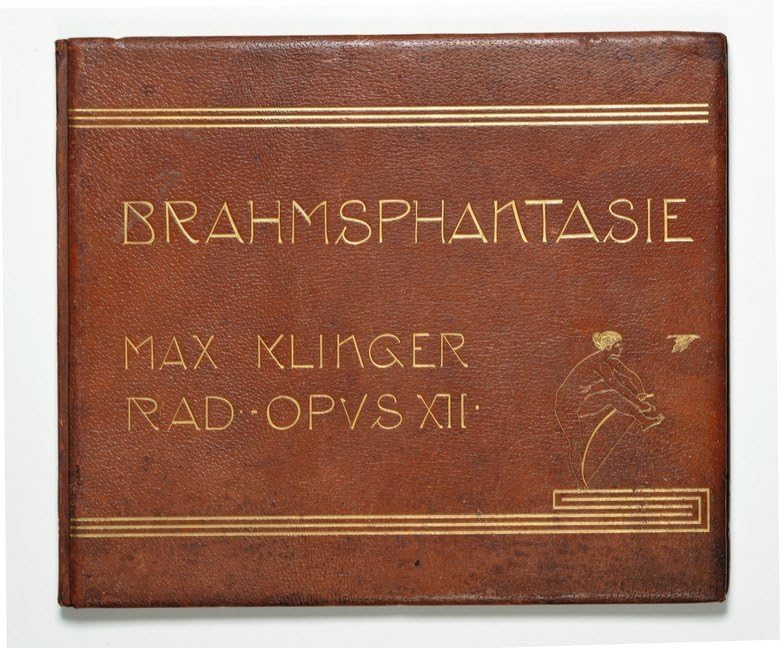 BRAHMSPHANTASIE
MAX KLINGER
RAD·-OPVS XII·